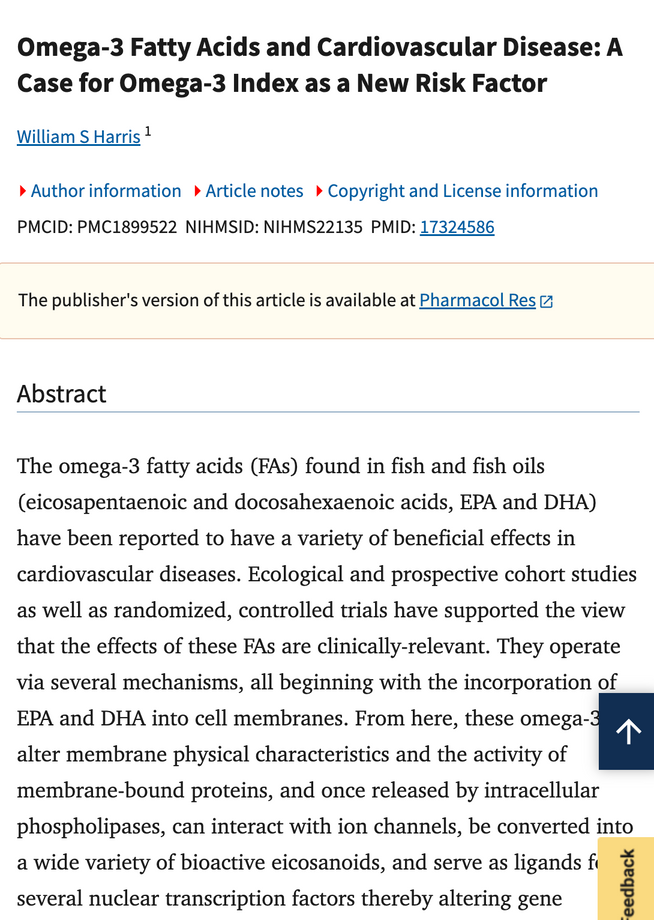 Omega-3 Fatty Acids and Cardiovascular Disease: A
Case for Omega-3 Index as a New Risk Factor
William S Harris 1
Author information Article notes Copyright and License information
PMCID: PMC1899522 NIHMSID: NIHMS22135 PMID: 17324586
The publisher's version of this article is available at Pharmacol Res
Abstract
The omega-3 fatty acids (FAs) found in fish and fish oils
(eicosapentaenoic and docosahexaenoic acids, EPA and DHA)
have been reported to have a variety of beneficial effects in
cardiovascular diseases. Ecological and prospective cohort studies
as well as randomized, controlled trials have supported the view
that the effects of these FAs are clinically-relevant. They operate
via several mechanisms, all beginning with the incorporation of
EPA and DHA into cell membranes. From here, these omega-3
alter membrane physical characteristics and the activity of
membrane-bound proteins, and once released by intracellular
phospholipases, can interact with ion channels, be converted into
a wide variety of bioactive eicosanoids, and serve as ligands
several nuclear transcription factors thereby altering gene
eedback